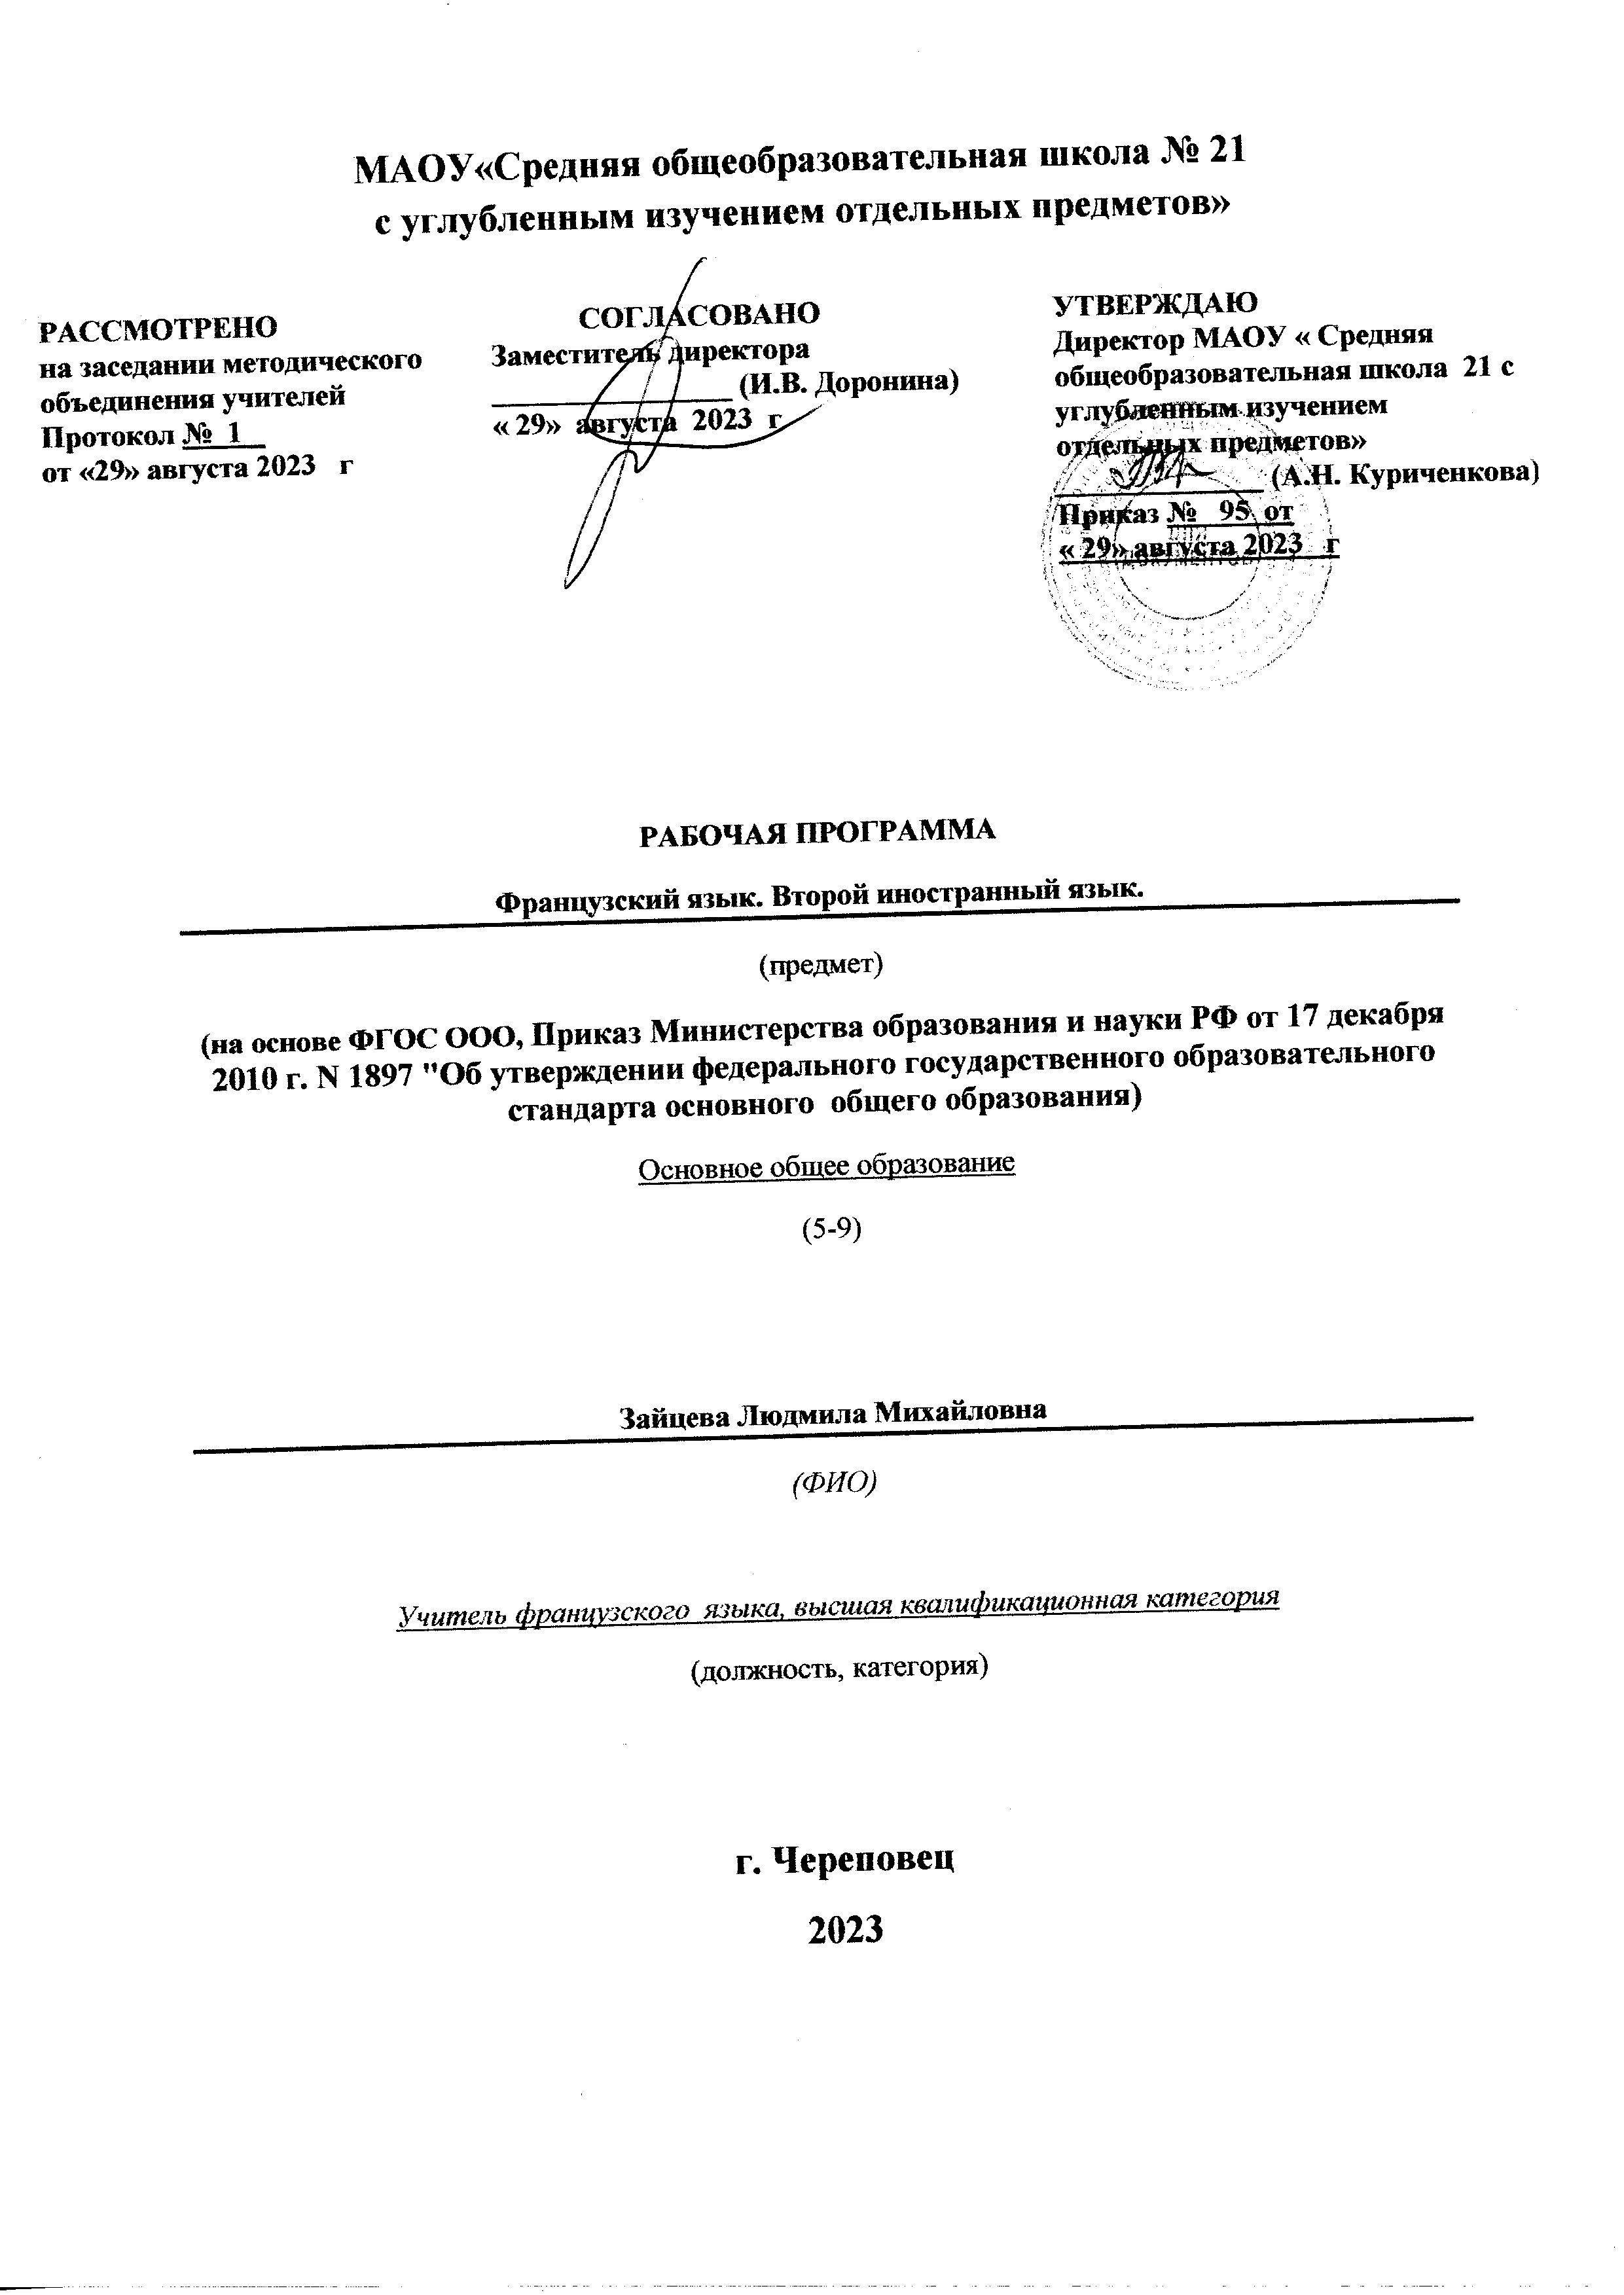 МАОУ«Средняя общеобразовательная школа № 21
с углубленным изучением отдельных предметов»
РАССМОТРЕНО
на заседании методического
объединения учителей
Протокол № 1
от «29» августа 2023 г
СОГЛАСОВАНО
Заместитель директора
(И.В. Доронина)
« 29» августа 2023 г
УТВЕРЖДАЮ
Директор МАОУ « Средняя
общеобразовательная школа 21 с
углубленным изучением
отдельных предметов»
(А.Н. Куриченкова)
Приказ № 95 от
« 29» августа 2023 г
РАБОЧАЯ ПРОГРАММА
Французский язык. Второй иностранный язык.
(предмет)
(на основе ФГОС ООО, Приказ Министерства образования и науки РФ от 17 декабря
2010 г. N 1897 "Об утверждении федерального государственного образовательного
стандарта основного общего образования)
Основное общее образование
(5-9)
Зайцева Людмила Михайловна
(ФИО)
Учитель французского языка, высшая квалификационная категория
(должность, категория)
г. Череповец
2023